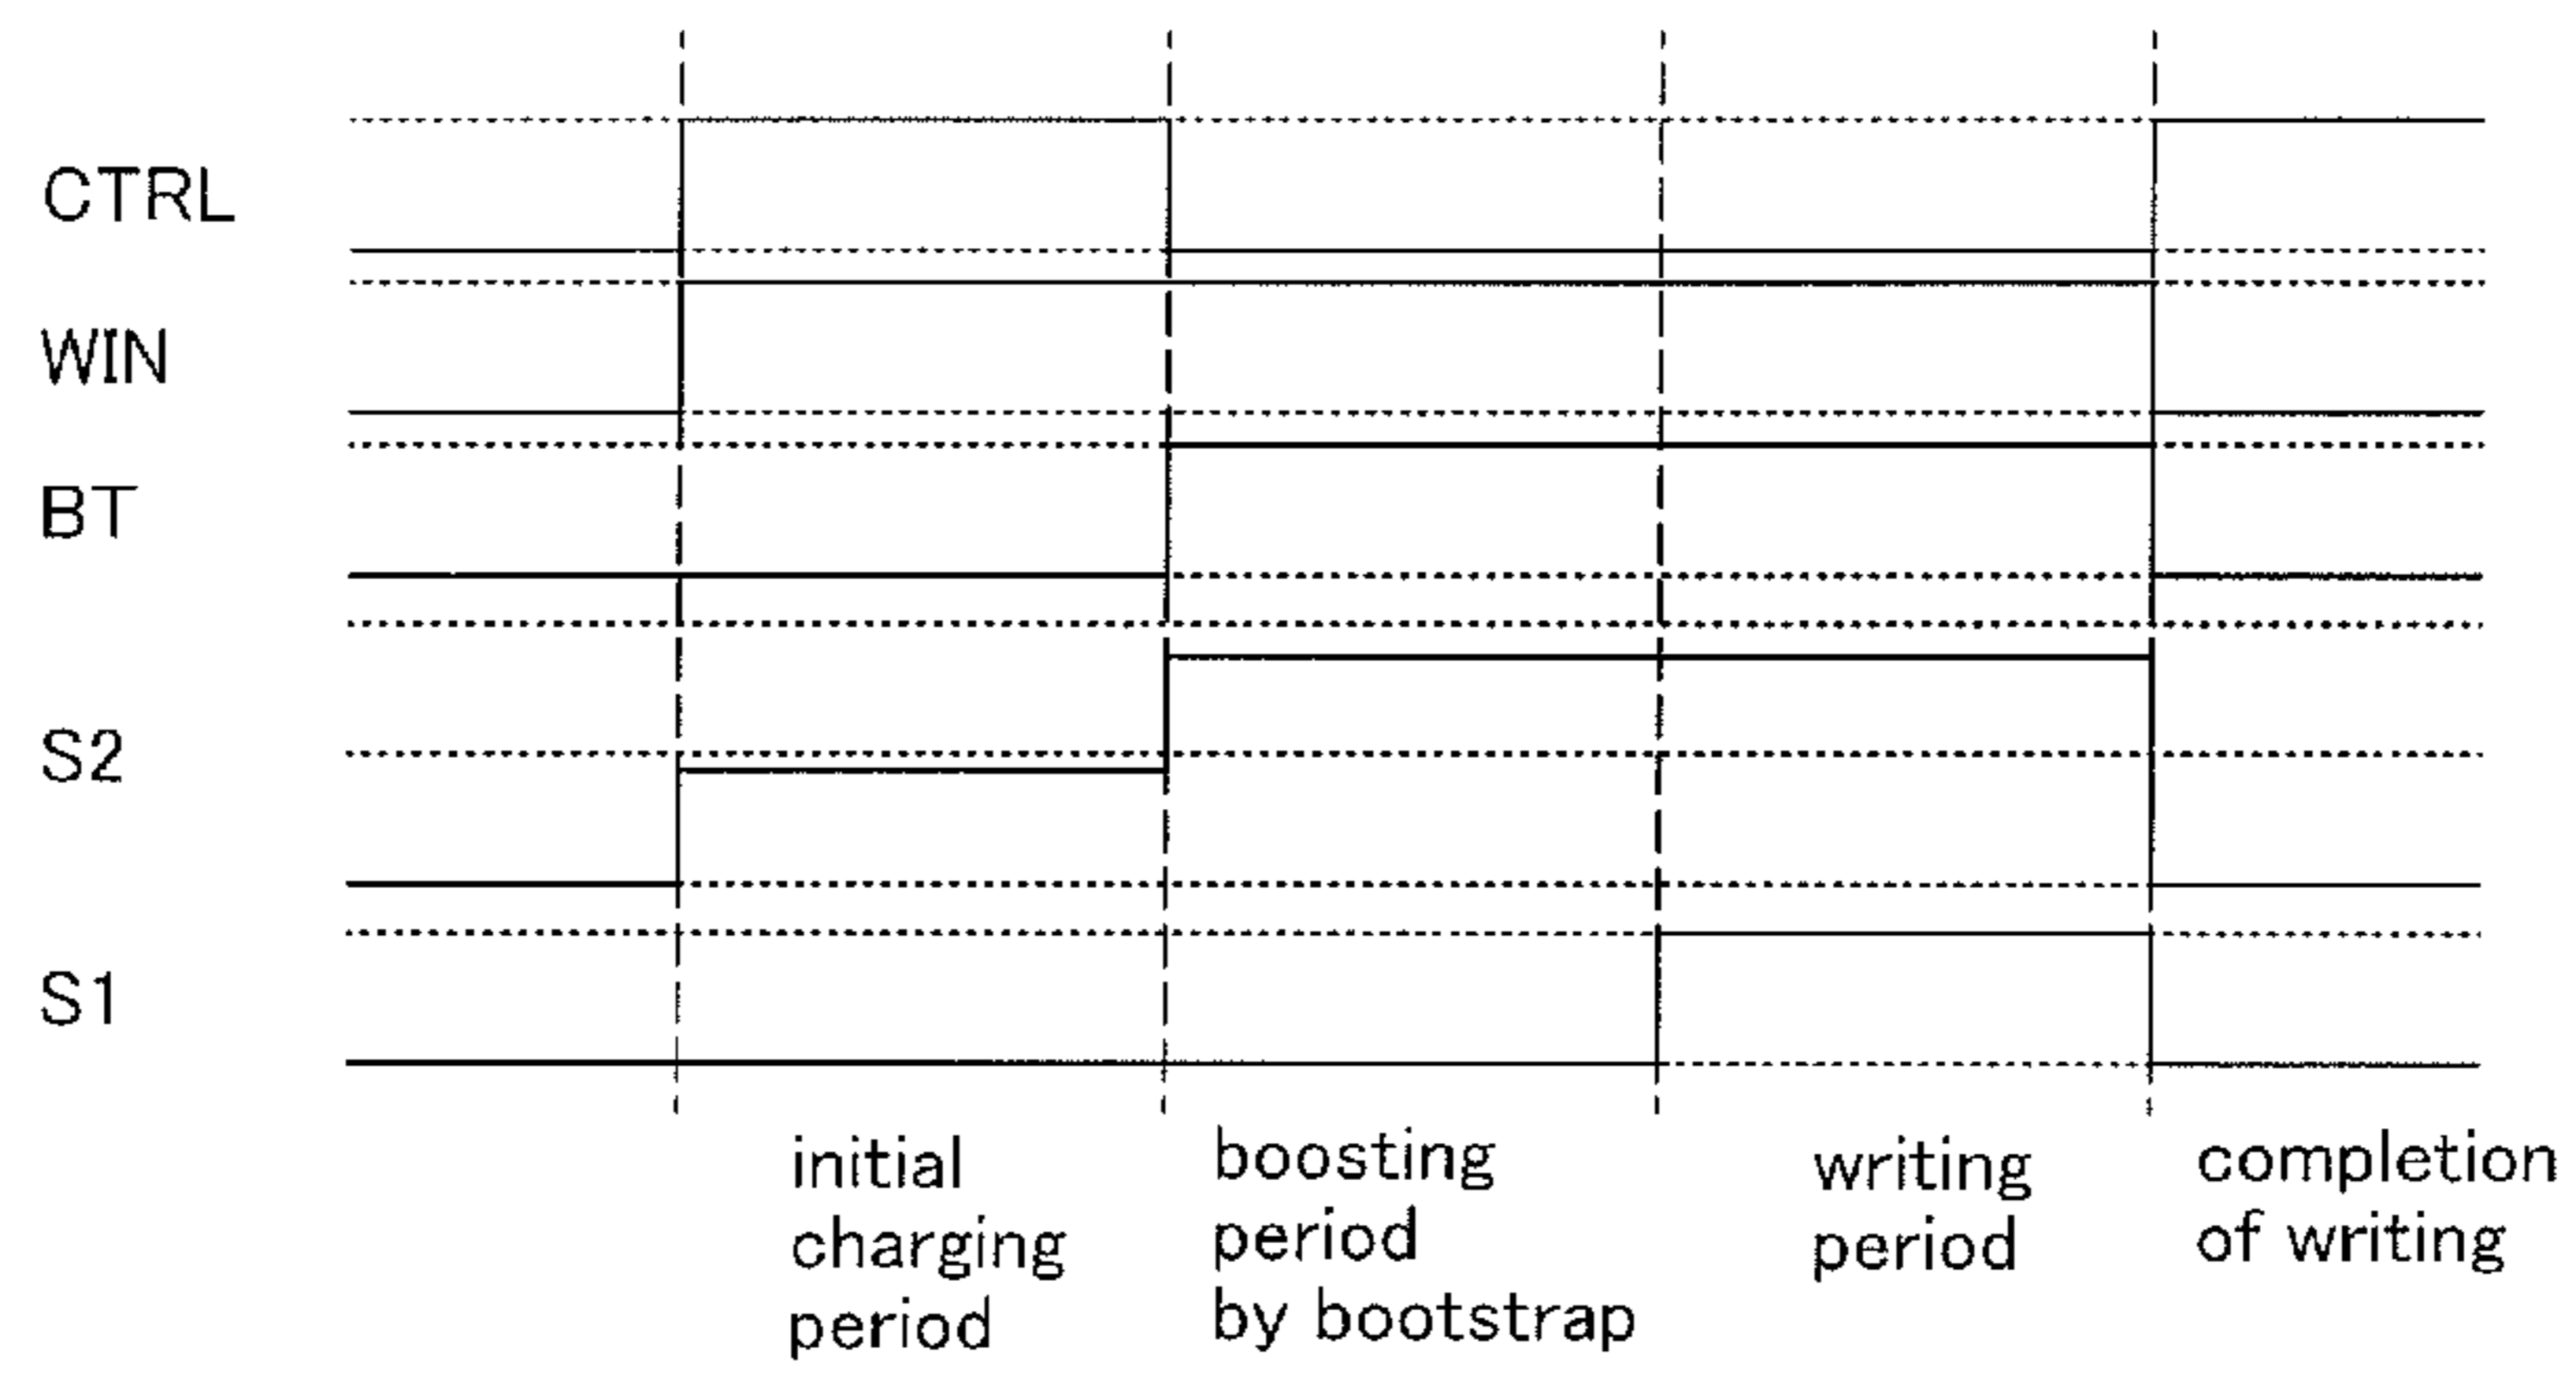 CTRL
WIN
BT
S2
S1
initial
charging
period
boosting
period
by bootstrap
writing
period
completion
of writing